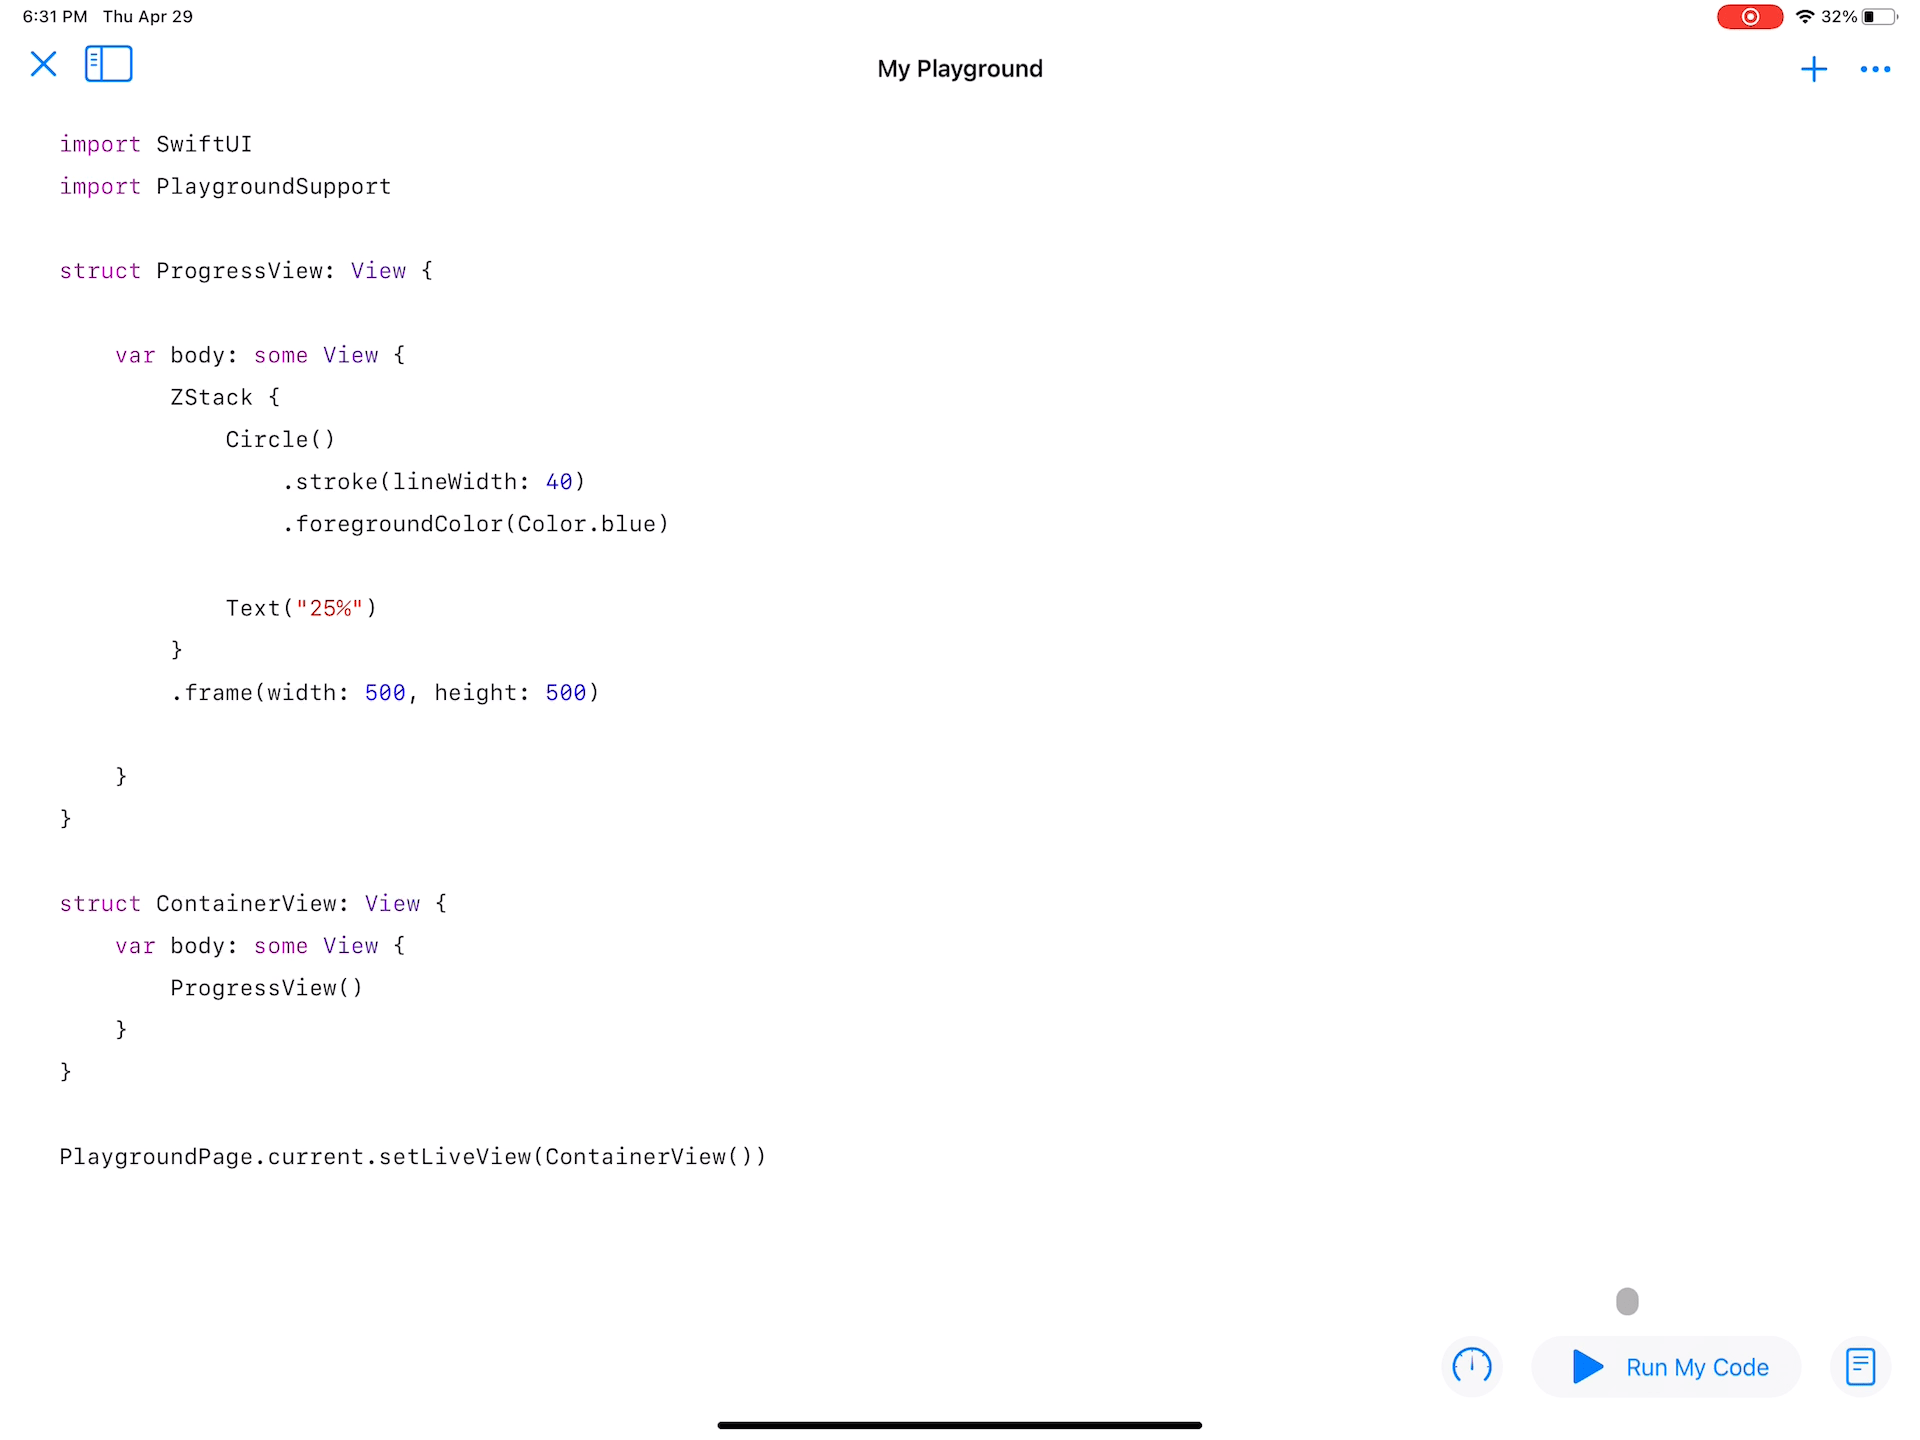 6:31 PM Thu Apr 29
32%
My Playground
import SwiftUI
import PlaygroundSupport
struct ProgressView: View {
var body: some View {
ZStack {
Circle()
.stroke(lineWidth: 40)
.foregroundColor(Color.blue)
Text("25%")
}
.frame(width: 500, height: 500)
}
}
struct ContainerView: View {
var body: some View {
ProgressView()
}
}
PlaygroundPage.current.setLiveView(ContainerView())
Run My Code